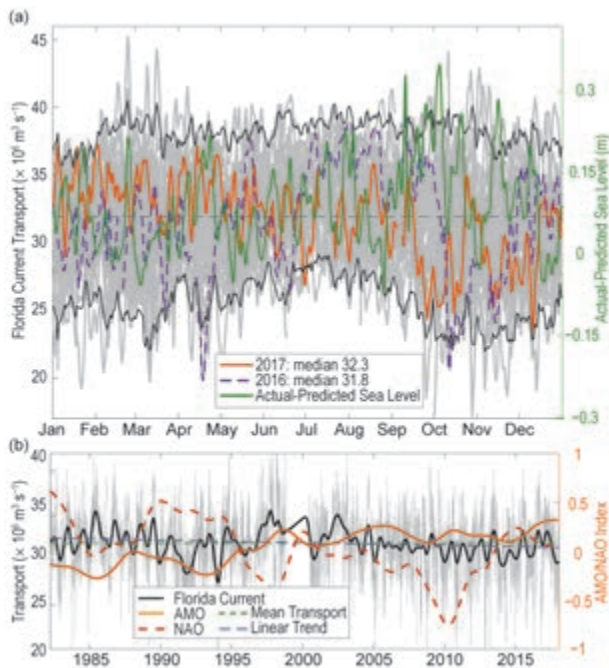 (a)
45
40
35
30
25
20
Florida Current Transport (× 10⁶ m³ s⁻¹)
0.3
0.15
0
-0.15
-0.3
Actual-Predicted Sea Level (m)
2017: median 32.3
2016: median 31.8
Actual-Predicted Sea Level
Jan Feb Mar Apr May Jun Jul Aug Sep Oct Nov Dec
(b)
40
35
30
25
20
Transport (× 10⁶ m³ s⁻¹)
1
0.5
0
-0.5
-1
AMO/NAO Index
Florida Current
AMO
NAO
Mean Transport
Linear Trend
1985 1990 1995 2000 2005 2010 2015